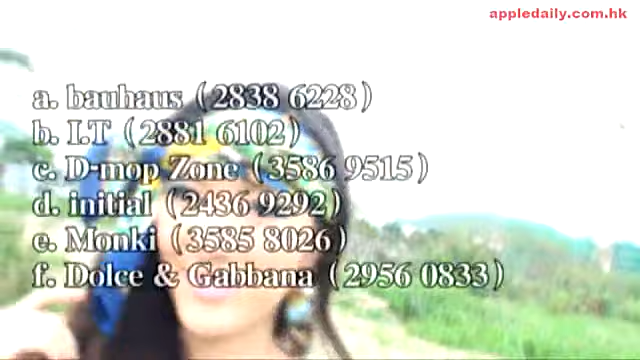 appledaily.com.hk
a. bauhaus (2838 6228)
b. I.T (2881 6102)
c. D-mop Zone (3586 9515)
d. initial (2436 9292)
e. Monki (3585 8026)
f. Dolce & Gabbana (2956 0833)